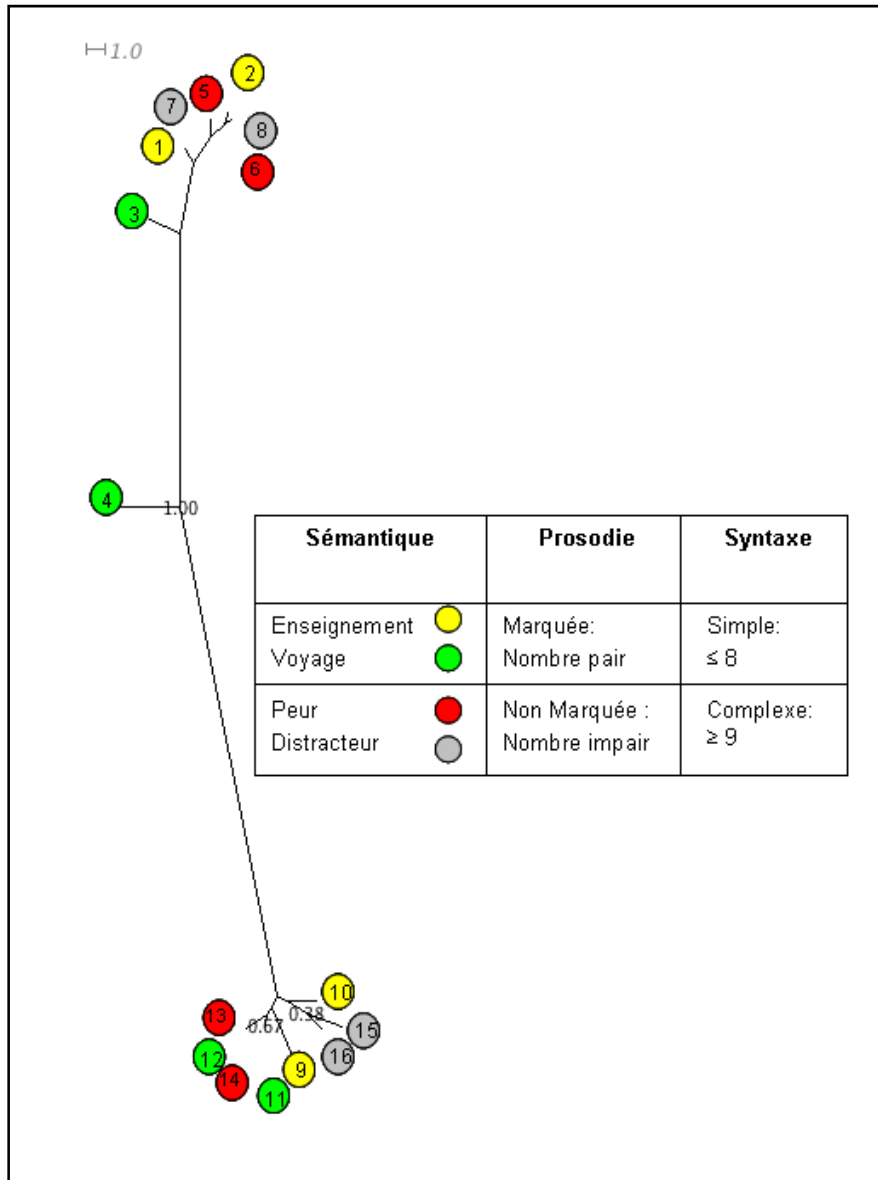 1.0
2
5
7
8
1
6
3
4
1.00
Sémantique Prosodie Syntaxe
Enseignement Marquée: Simple:
Voyage Nombre pair ≤ 8
Peur Non Marquée : Complexe:
Distracteur Nombre impair ≥ 9
10
13 0.67 0.38 15
12 16
14 9
11